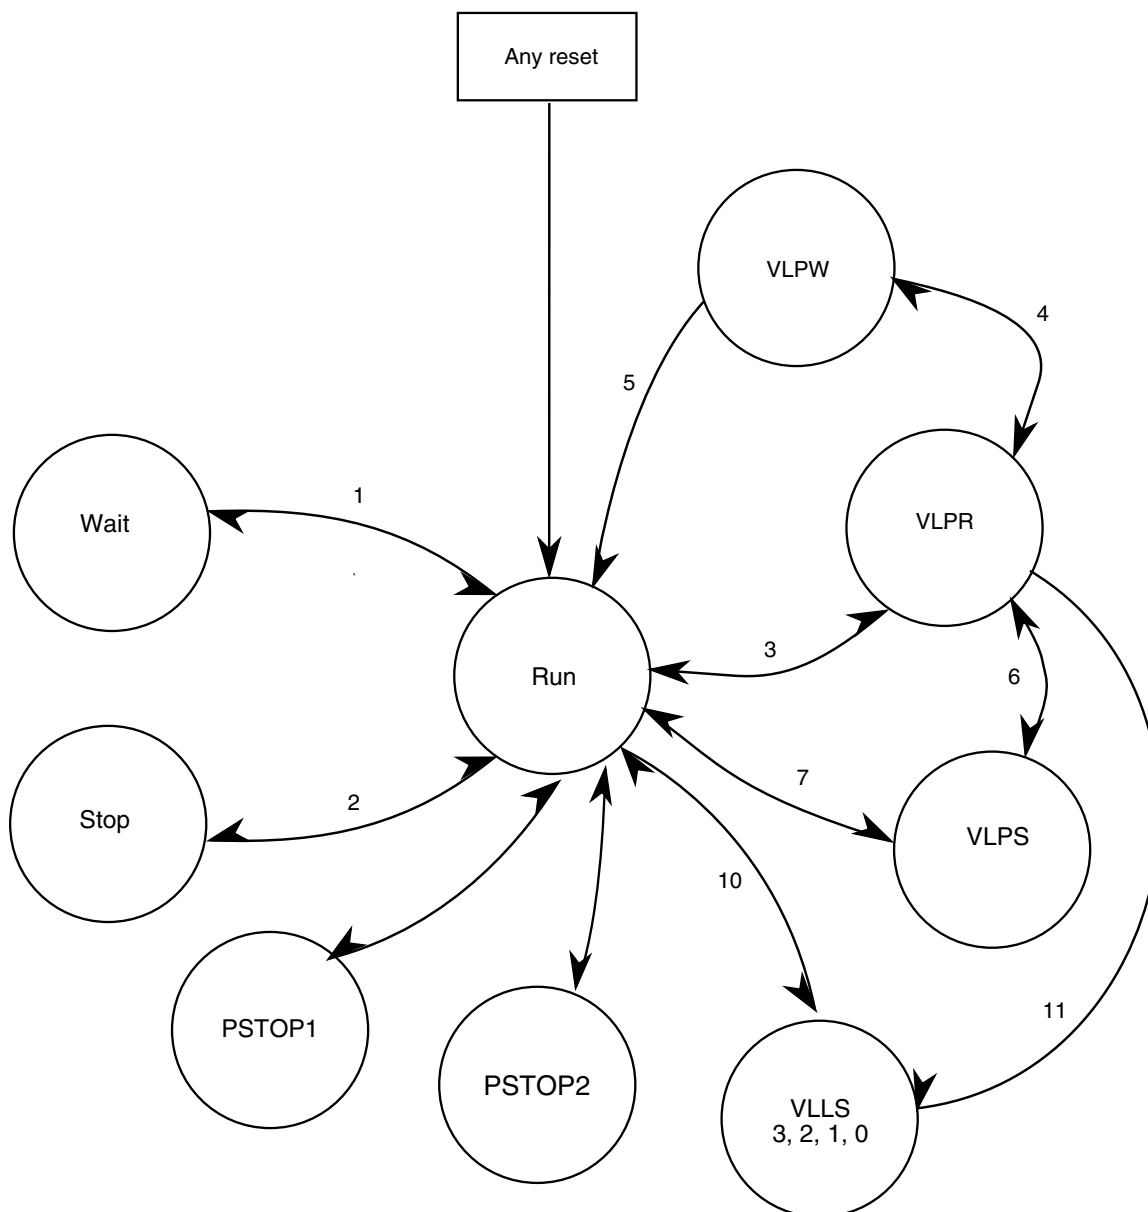 Any reset
VLPW
4
5
Wait
1
VLPR
3
Run
6
7
Stop
2
VLPS
10
PSTOP1
11
PSTOP2
VLLS
3, 2, 1, 0